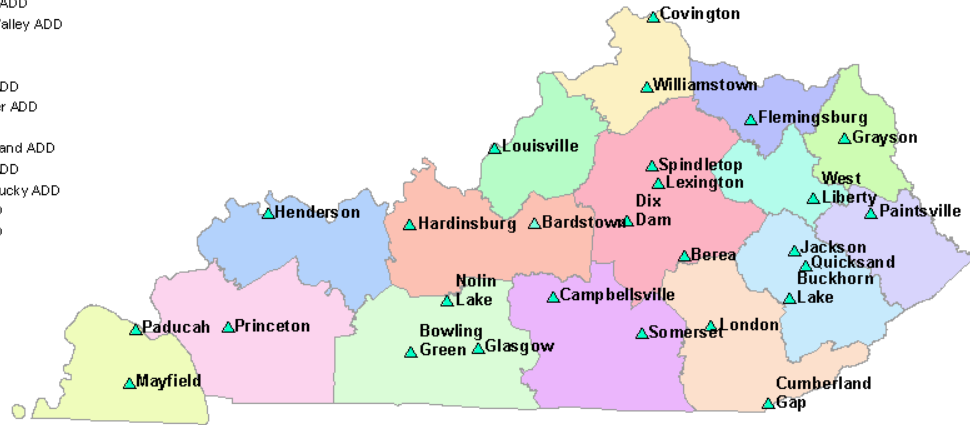 ADD
Valley ADD
ADD
er ADD
and ADD
ADD
ucky ADD
Covington
Williamstown
Flemingsburg
Grayson
Louisville
Spindletop
Lexington
West
Liberty
Dix
Dam
Paintsville
Henderson
Hardinsburg
Bardstown
Berea
Jackson
Quicksand
Buckhorn
Lake
Nolin
Lake
Campbellsville
Somerset
London
Paducah
Princeton
Bowling
Green
Glasgow
Mayfield
Cumberland
Gap